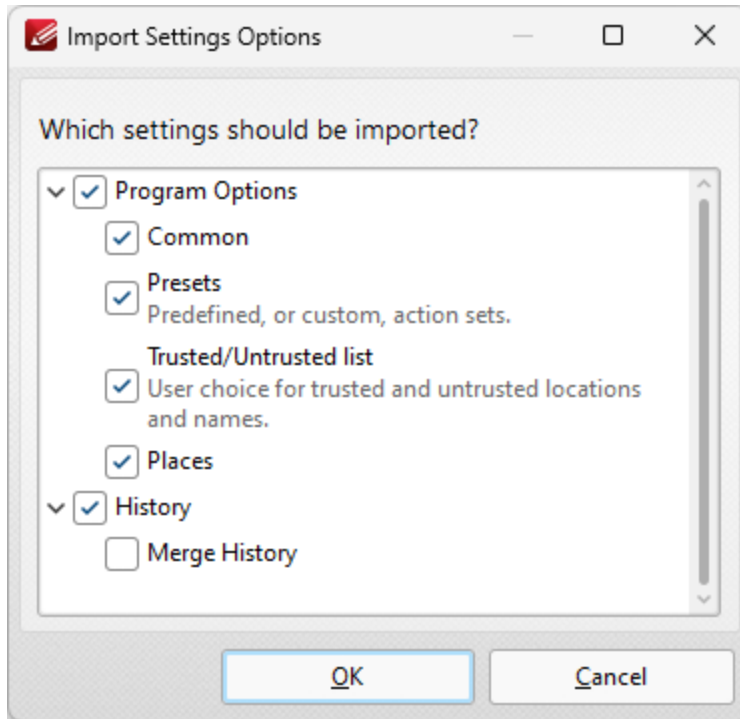 Import Settings Options
Which settings should be imported?
Program Options
Common
Presets
Predefined, or custom, action sets.
Trusted/Untrusted list
User choice for trusted and untrusted locations
and names.
Places
History
Merge History
OK
Cancel